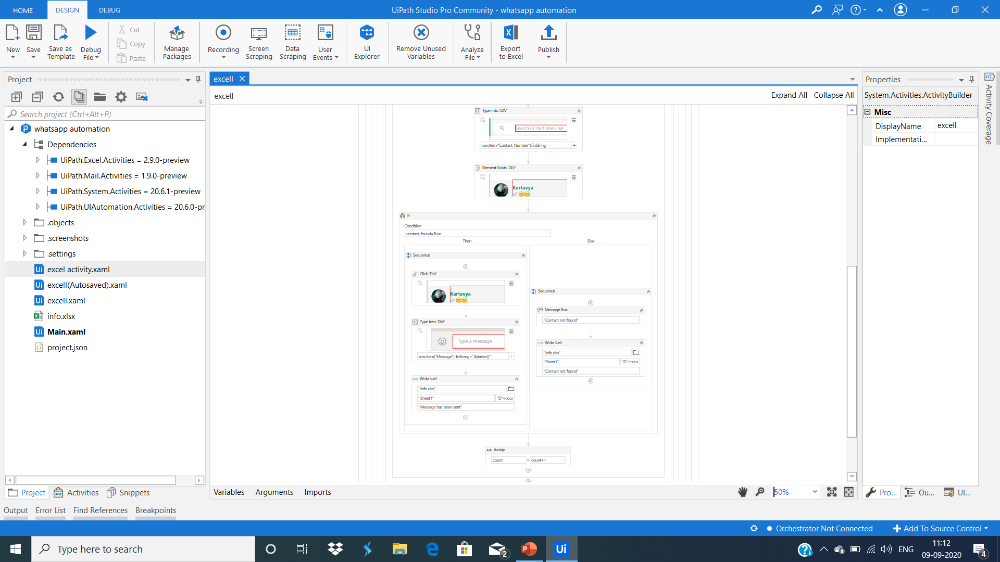 HOME DESIGN DEBUG
UiPath Studio Pro Community - whatsapp automation
New
Save
Save as Template
Debug File
Cut
Copy
Paste
Manage Packages
Recording
Screen Scraping
Data Scraping
User Events
UI Explorer
Remove Unused Variables
Analyze File
Export to Excel
Publish
Project
Search project (Ctrl+Alt+P)
whatsapp automation
Dependencies
UiPath.Excel.Activities = 2.9.0-preview
UiPath.Mail.Activities = 1.9.0-preview
UiPath.System.Activities = 20.6.1-preview
UiPath.UIAutomation.Activities = 20.6.0-pr
.objects
.screenshots
.settings
excel activity.xaml
excell(Autosaved).xaml
excell.xaml
info.xlsx
Main.xaml
project.json
Project Activities Snippets
excell
excell
Expand All Collapse All
Type Into 'DIV'
Search or start new chat
row.Item("Contact_Number").ToString
Element Exists 'DIV'
Kartavya
If
Condition
contact_found=True
Then
Else
Sequence
Click 'DIV'
Kartavya
Type Into 'DIV'
Type a message
row.Item("Message").ToString+"[k(enter)]"
Write Cell
"info.xlsx"
"Sheet1" "D"+cour
"Message has been sent"
Sequence
Message Box
"Contact not found"
Write Cell
"info.xlsx"
"Sheet1" "D"+cour
"Contact not found"
Assign
count = count+1
Variables Arguments Imports
50%
Properties
System.Activities.ActivityBuilder
Misc
DisplayName excell
Implementati...
Pro... Ou... UI...
Activity Coverage
Output Error List Find References Breakpoints
Orchestrator Not Connected
Add To Source Control
Type here to search
2
Ui
ENG
11:12
09-09-2020
4